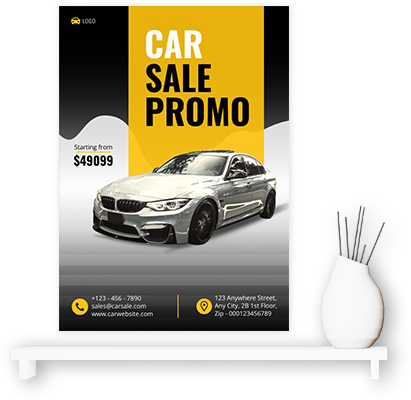 LOGO
CAR
SALE
PROMO
Starting from
$49099
+123 - 456 - 7890
sales@carsale.com
www.carwebsite.com
123 Anywhere Street,
Any City, 2B 1st Floor,
Zip - 000123456789